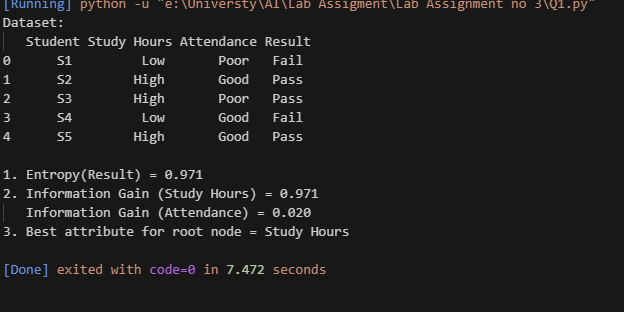 [Running] python -u "e:\Universty\AI\Lab Assigment\Lab Assignment no 3\Q1.py"
Dataset:
  Student Study Hours Attendance Result
0      S1         Low       Poor   Fail
1      S2        High       Good   Pass
2      S3        High       Poor   Pass
3      S4         Low       Good   Fail
4      S5        High       Good   Pass

1. Entropy(Result) = 0.971
2. Information Gain (Study Hours) = 0.971
   Information Gain (Attendance) = 0.020
3. Best attribute for root node = Study Hours

[Done] exited with code=0 in 7.472 seconds